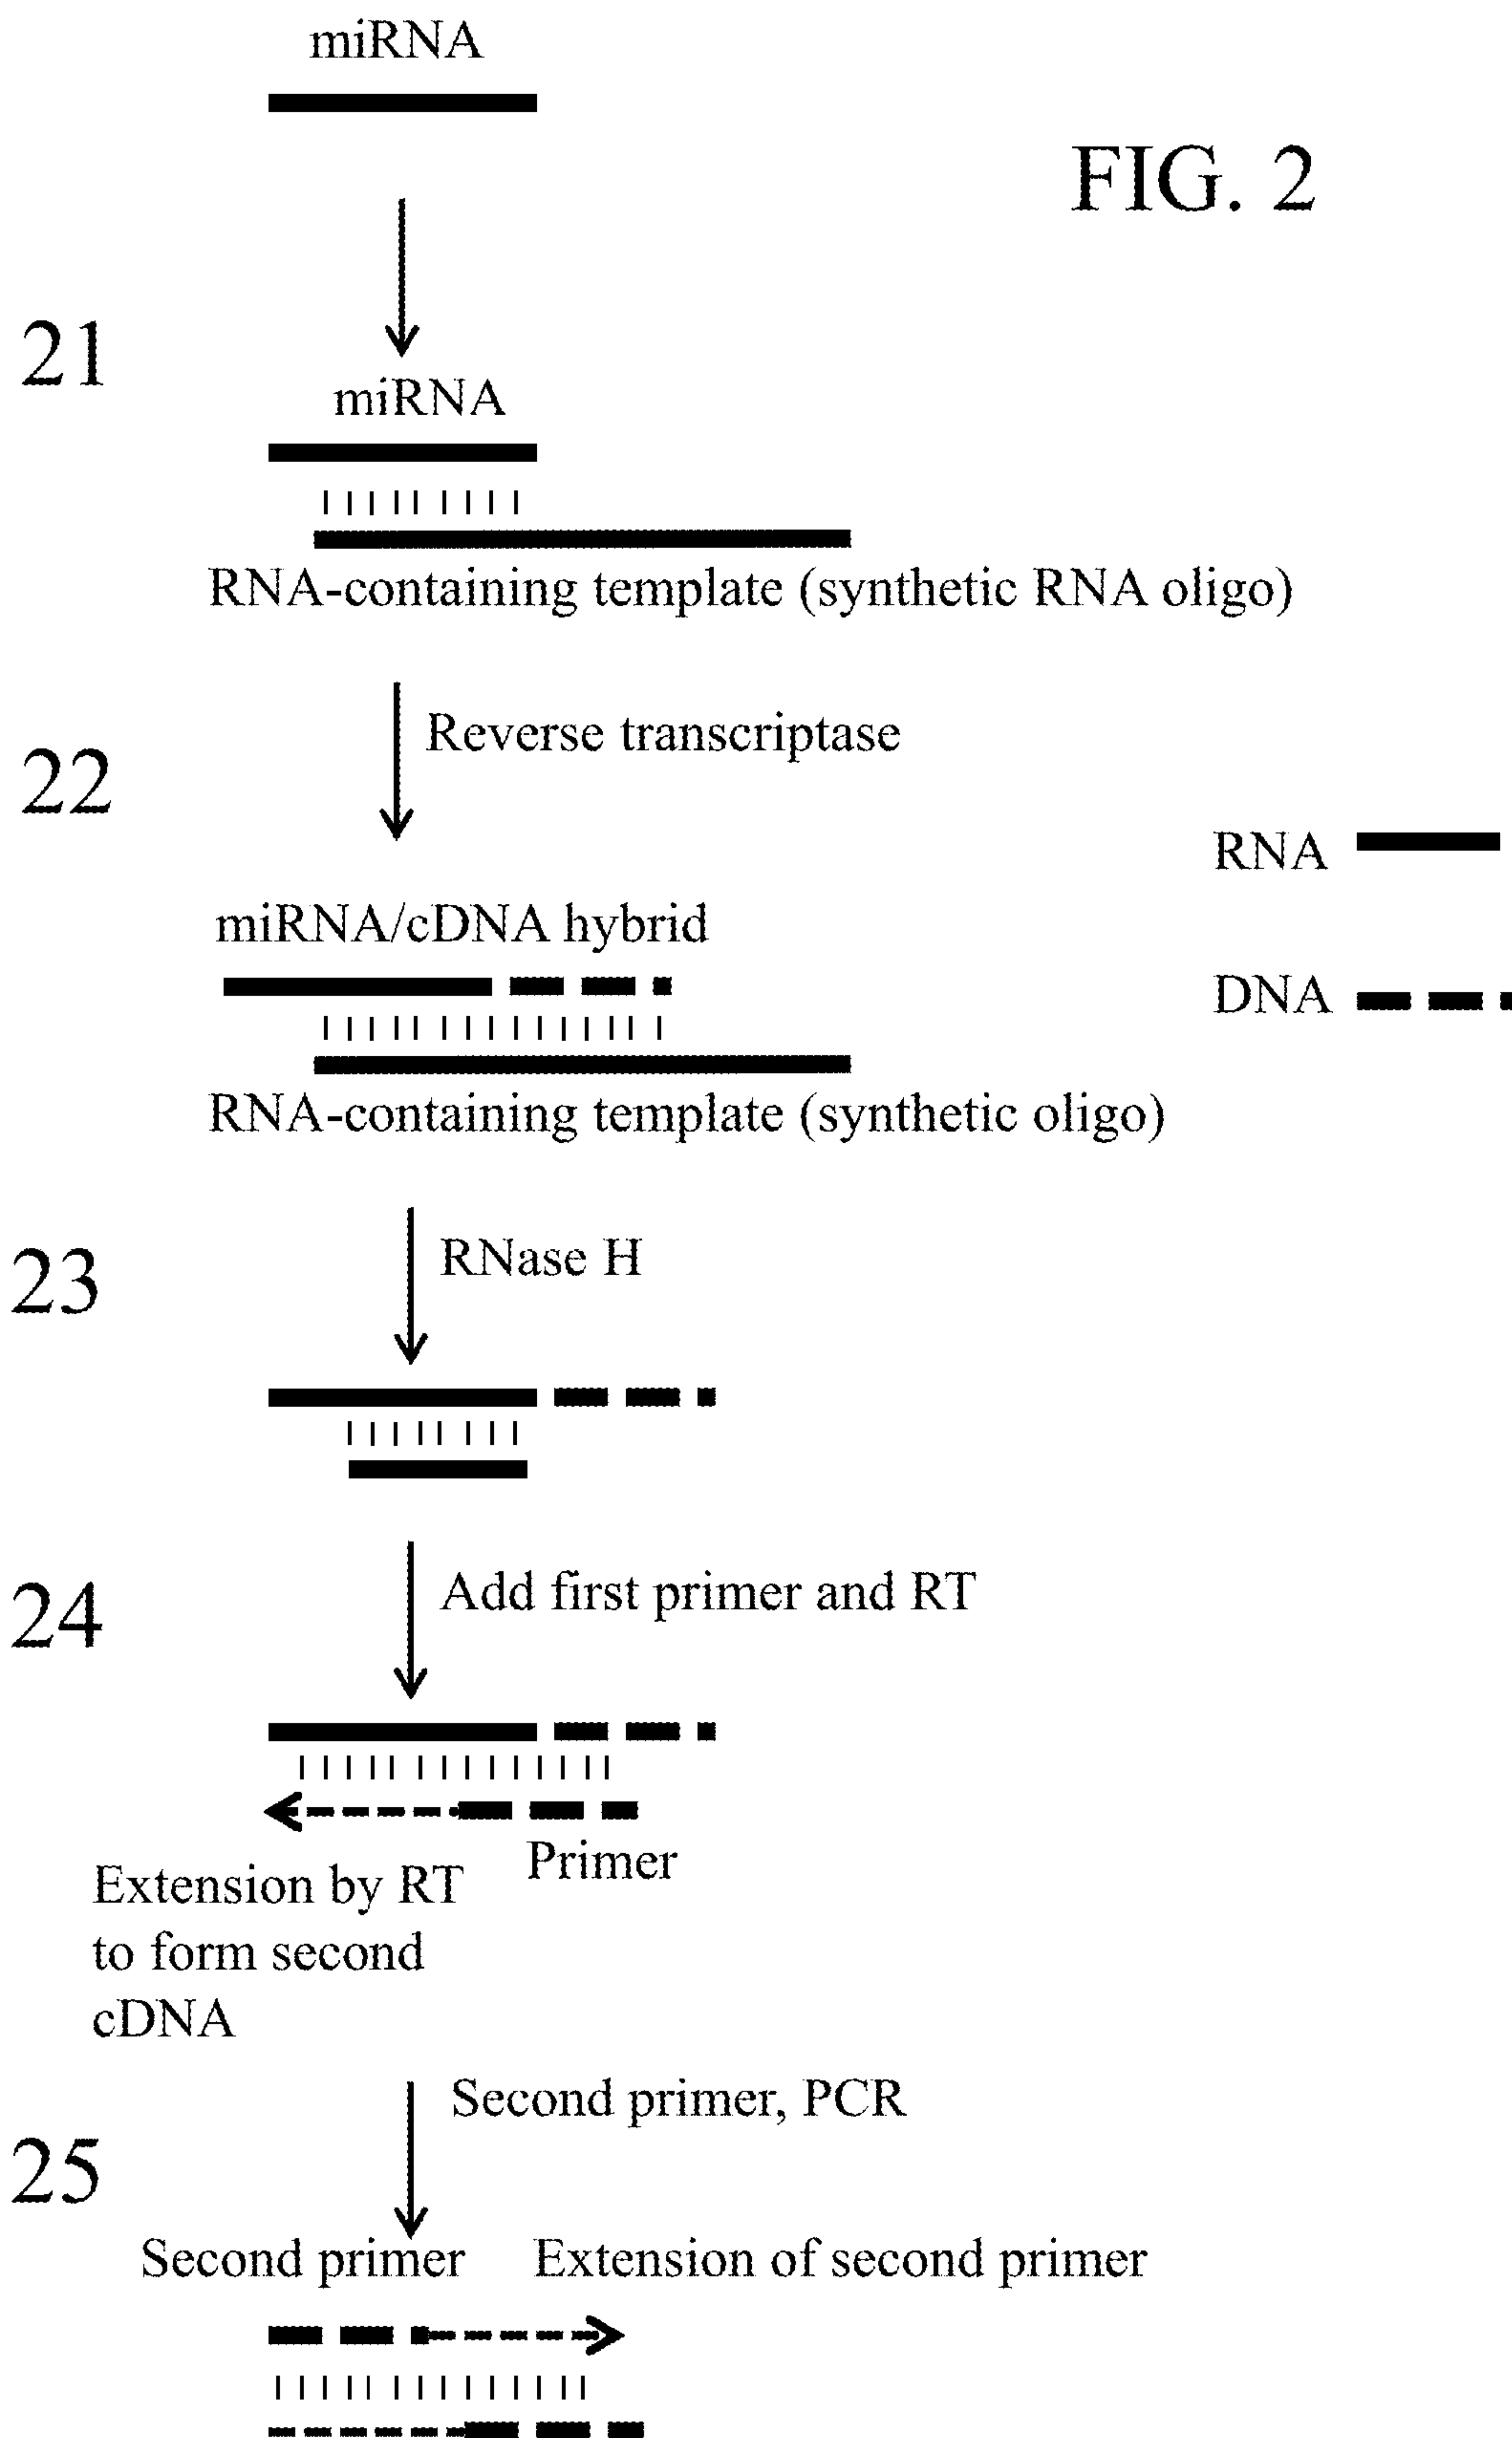 miRNA
FIG. 2
21
miRNA
RNA-containing template (synthetic RNA oligo)
22
Reverse transcriptase
RNA
miRNA/cDNA hybrid
DNA
RNA-containing template (synthetic oligo)
23
RNase H
24
Add first primer and RT
Primer
Extension by RT
to form second
cDNA
Second primer, PCR
25
Second primer
Extension of second primer